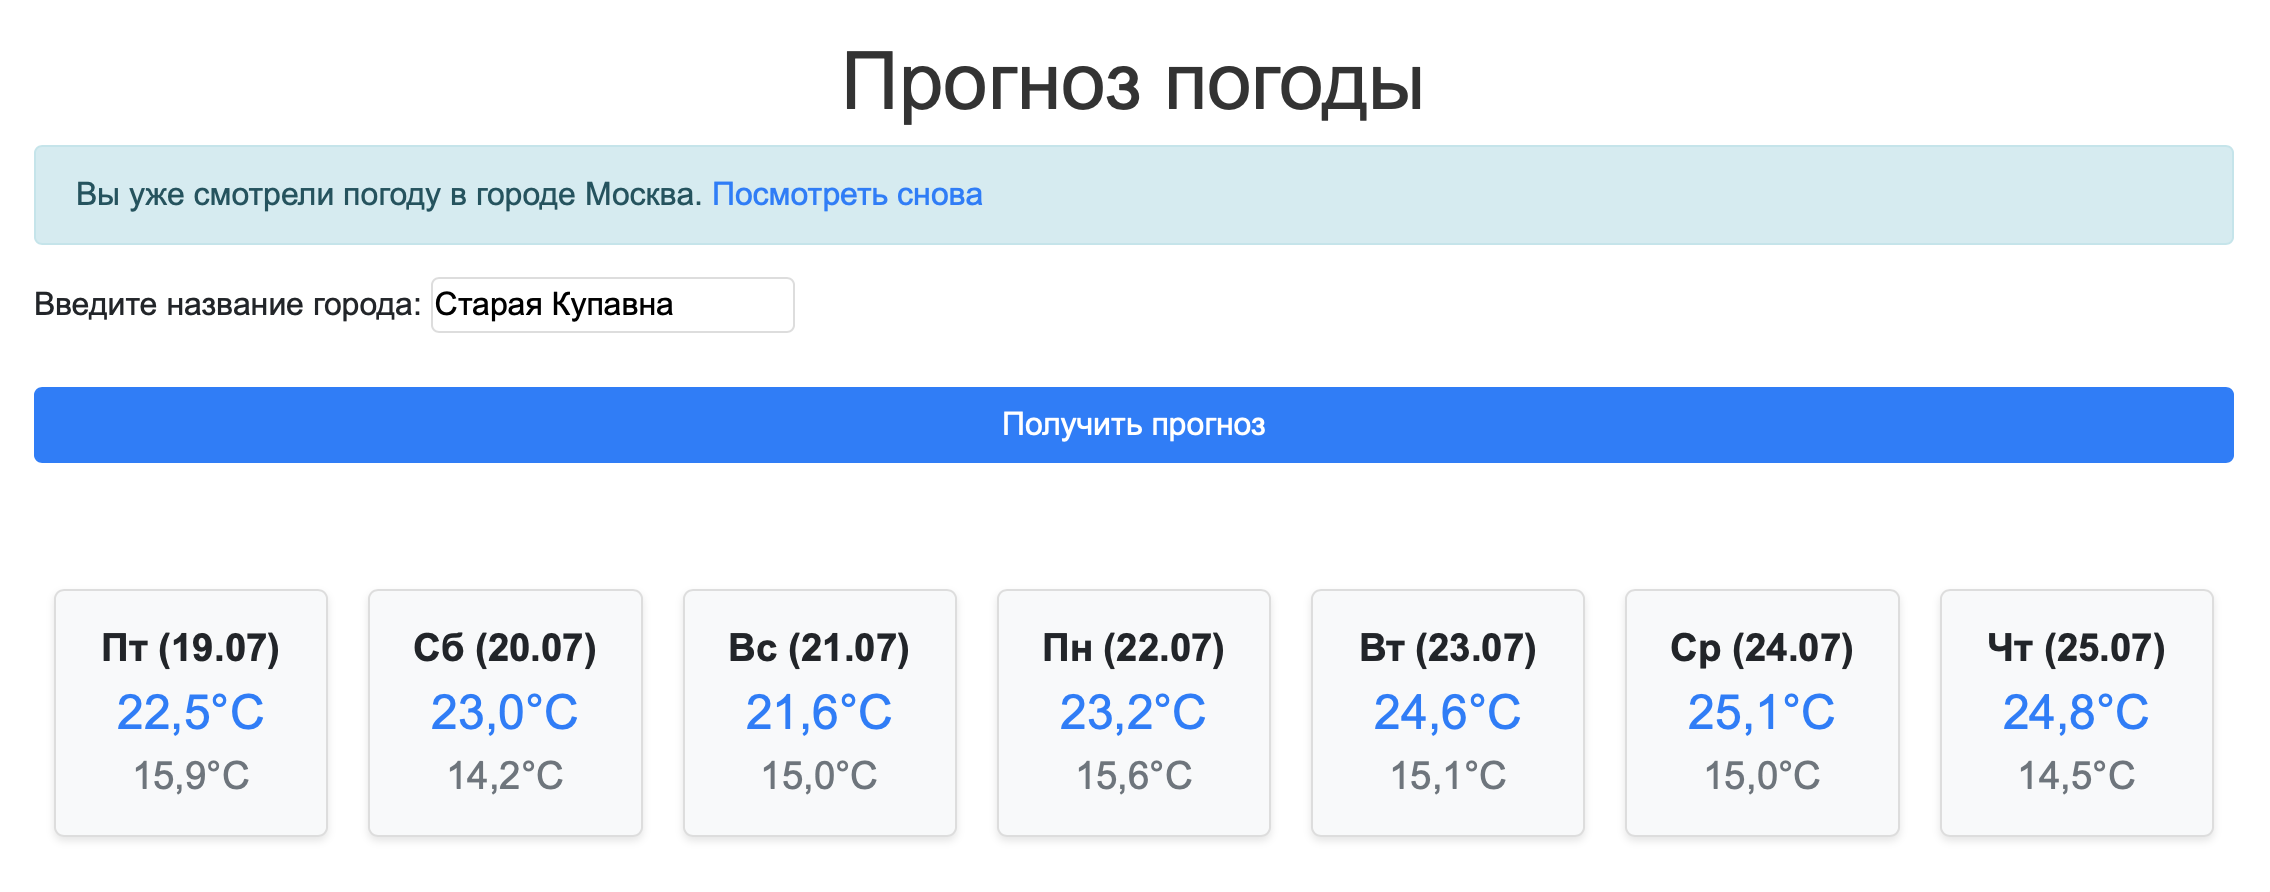 Прогноз погоды
Вы уже смотрели погоду в городе Москва. Посмотреть снова
Введите название города: Старая Купавна
Получить прогноз
Пт (19.07)
22,5°C
15,9°C
Сб (20.07)
23,0°C
14,2°C
Вс (21.07)
21,6°C
15,0°C
Пн (22.07)
23,2°C
15,6°C
Вт (23.07)
24,6°C
15,1°C
Ср (24.07)
25,1°C
15,0°C
Чт (25.07)
24,8°C
14,5°C